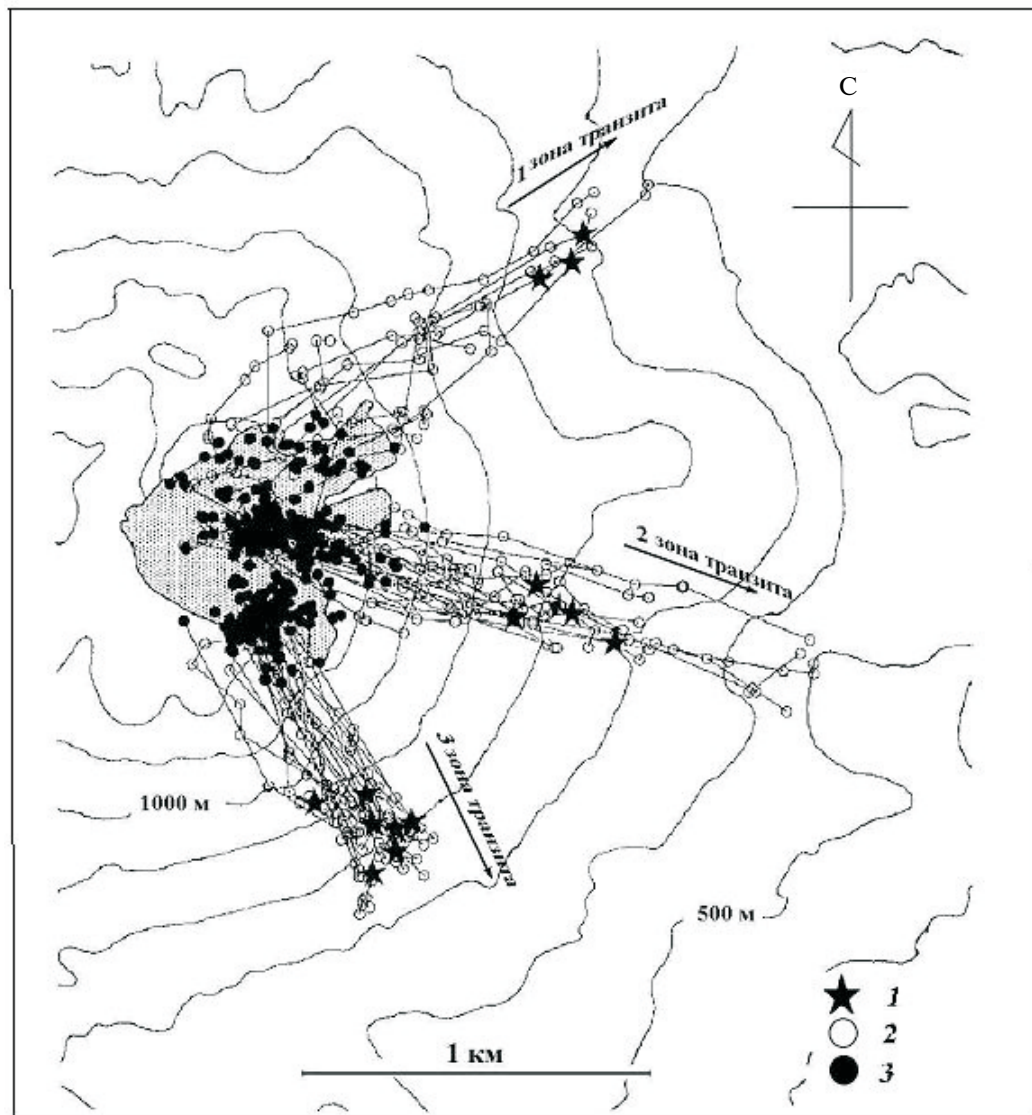 С
1 зона транзита
2 зона транзита
3 зона транзита
1000 м
500 м
1 км
1
2
3